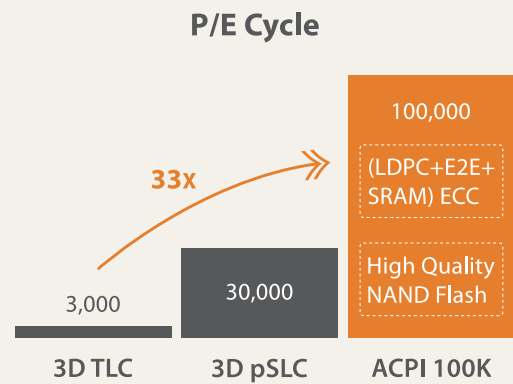 P/E Cycle
100,000
(LDPC+E2E+
SRAM) ECC
33x
High Quality
NAND Flash
30,000
3,000
3D TLC
3D pSLC
ACPI 100K